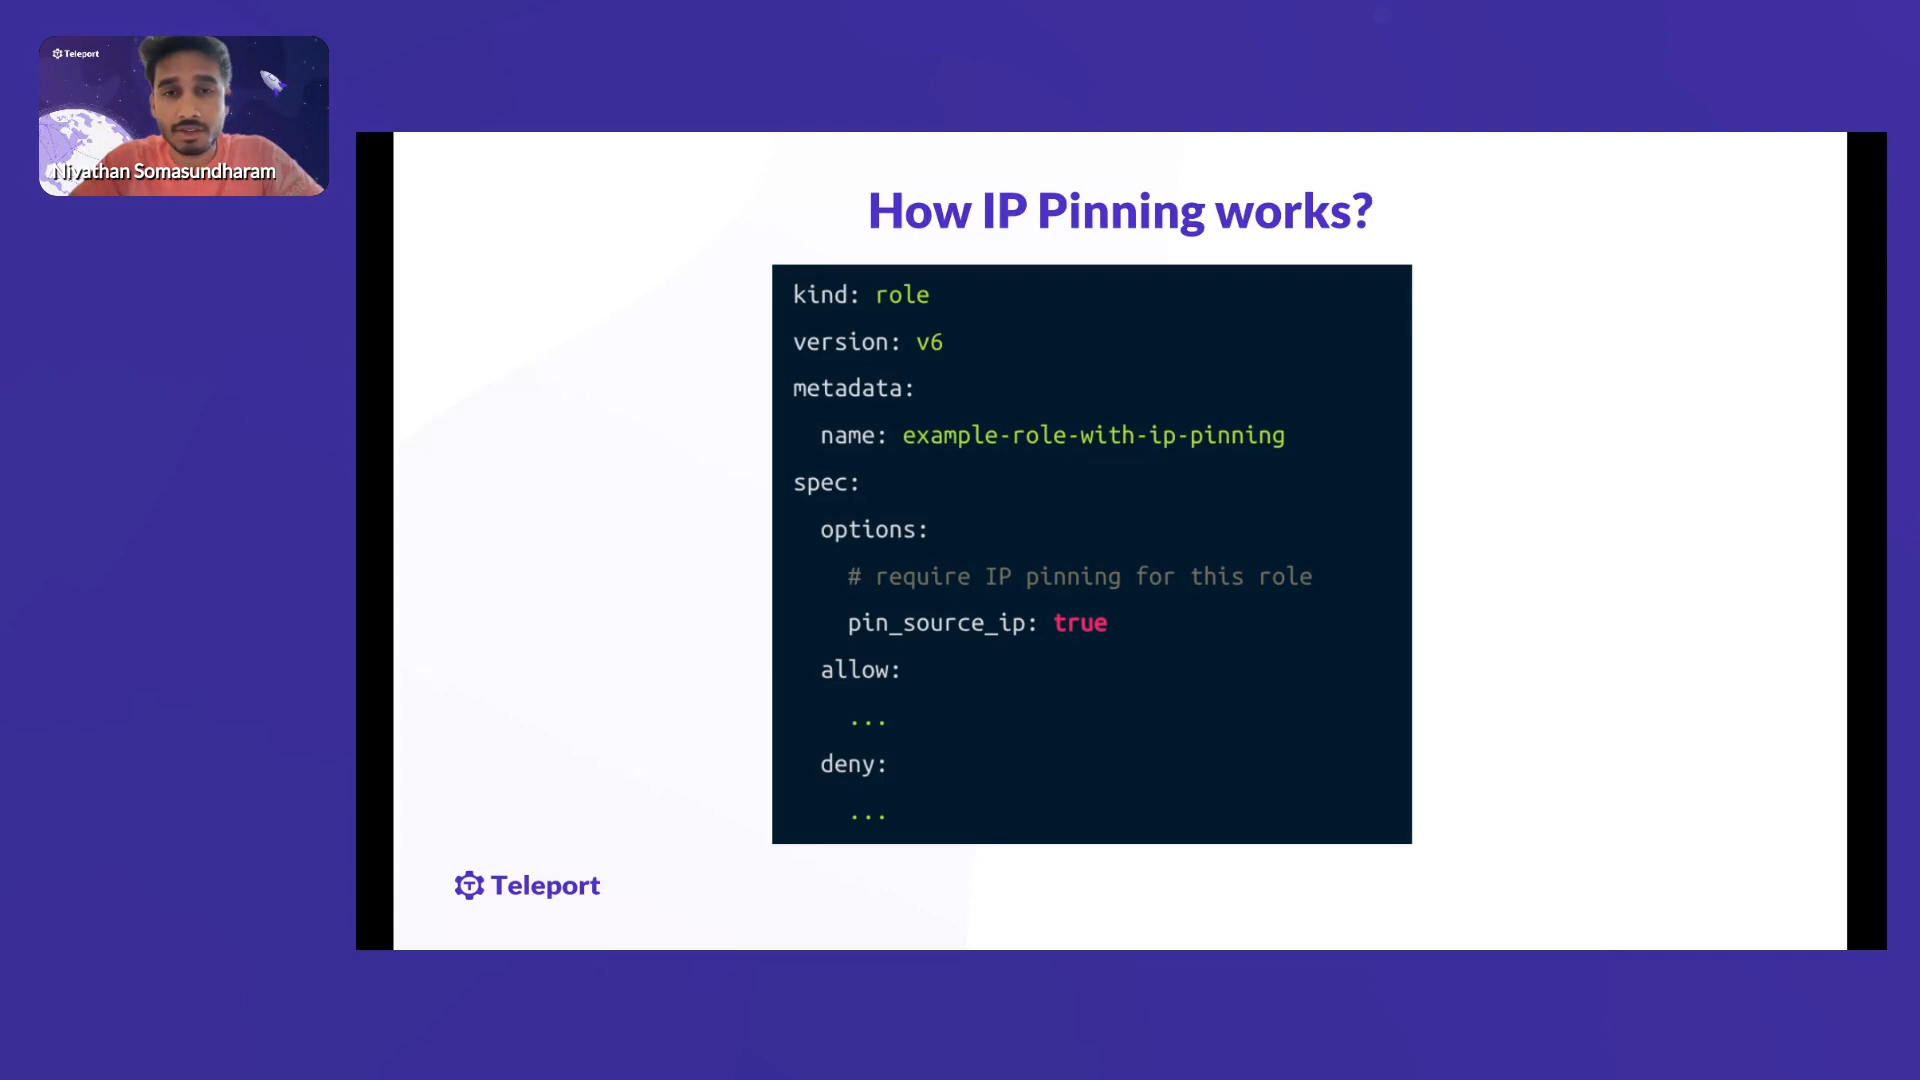 Teleport
Nivathan Somasundharam
How IP Pinning works?
kind: role
version: v6
metadata:
  name: example-role-with-ip-pinning
spec:
  options:
    # require IP pinning for this role
    pin_source_ip: true
  allow:
    ...
  deny:
    ...
Teleport